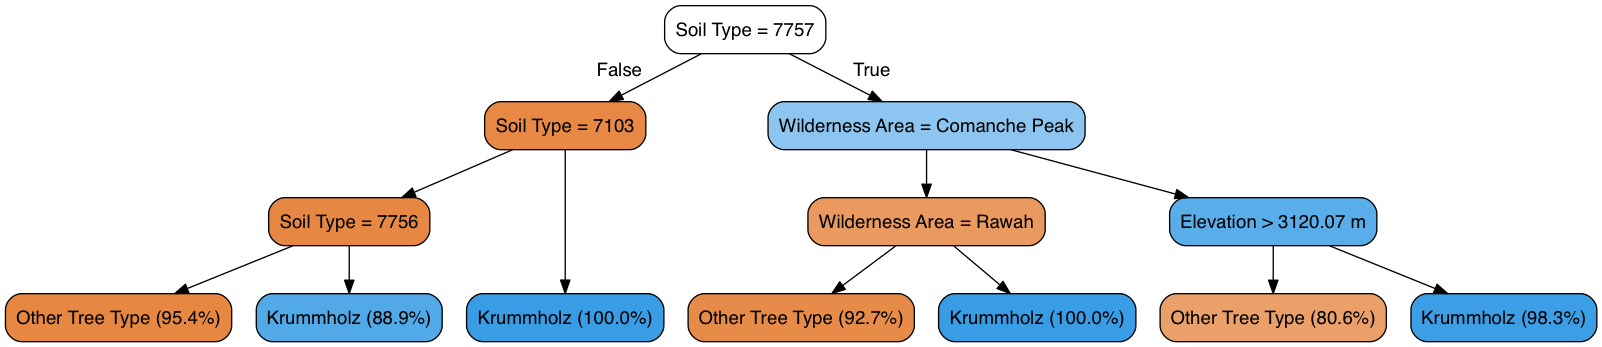 Soil Type = 7757
False
True
Soil Type = 7103
Wilderness Area = Comanche Peak
Soil Type = 7756
Wilderness Area = Rawah
Elevation > 3120.07 m
Other Tree Type (95.4%)
Krummholz (88.9%)
Krummholz (100.0%)
Other Tree Type (92.7%)
Krummholz (100.0%)
Other Tree Type (80.6%)
Krummholz (98.3%)